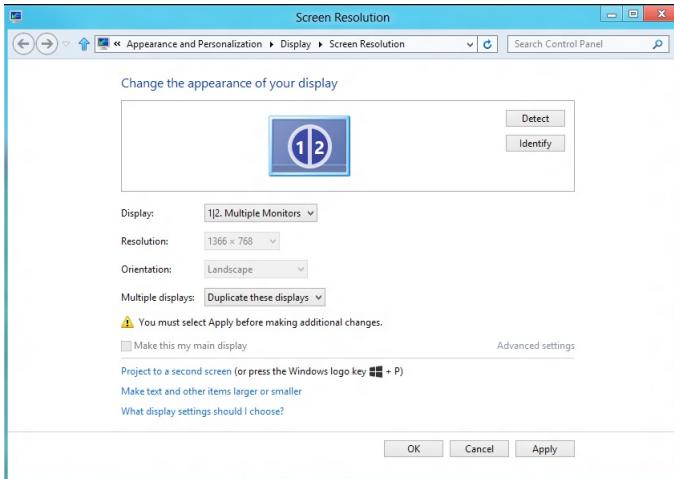 Screen Resolution
« Appearance and Personalization ▸ Display ▸ Screen Resolution
Search Control Panel
Change the appearance of your display
1|2
Detect
Identify
Display: 1|2. Multiple Monitors
Resolution: 1366 × 768
Orientation: Landscape
Multiple displays: Duplicate these displays
You must select Apply before making additional changes.
Make this my main display
Advanced settings
Project to a second screen (or press the Windows logo key + P)
Make text and other items larger or smaller
What display settings should I choose?
OK Cancel Apply